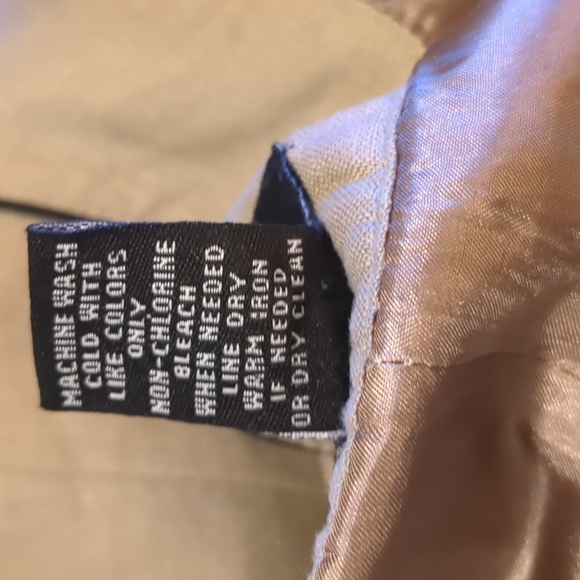 MACHINE WASH
COLD WITH
LIKE COLORS
ONLY
NON-CHLORINE
BLEACH
WHEN NEEDED
LINE DRY
WARM IRON
IF NEEDED
OR DRY CLEAN